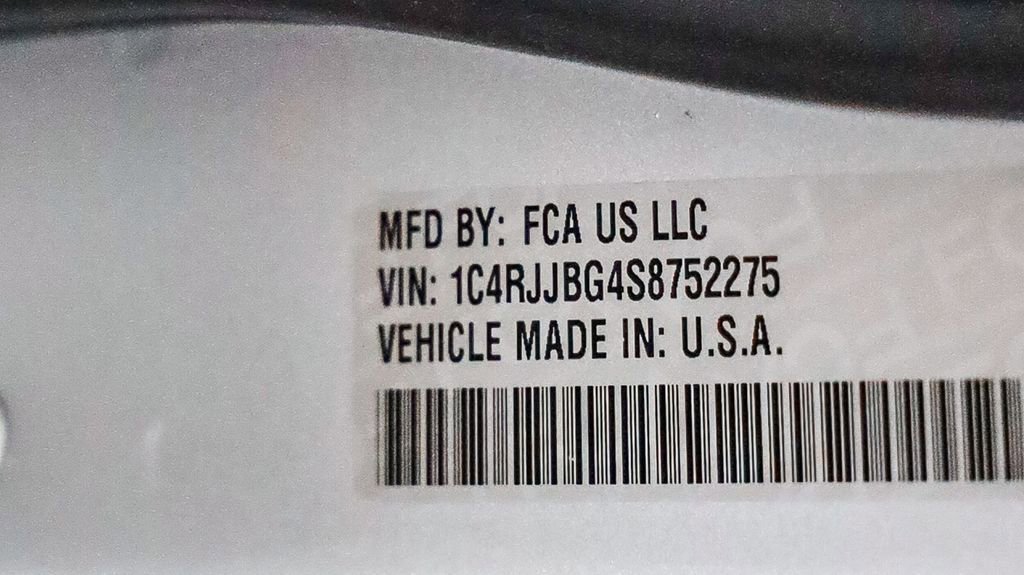 MFD BY: FCA US LLC
VIN: 1C4RJJBG4S8752275
VEHICLE MADE IN: U.S.A.